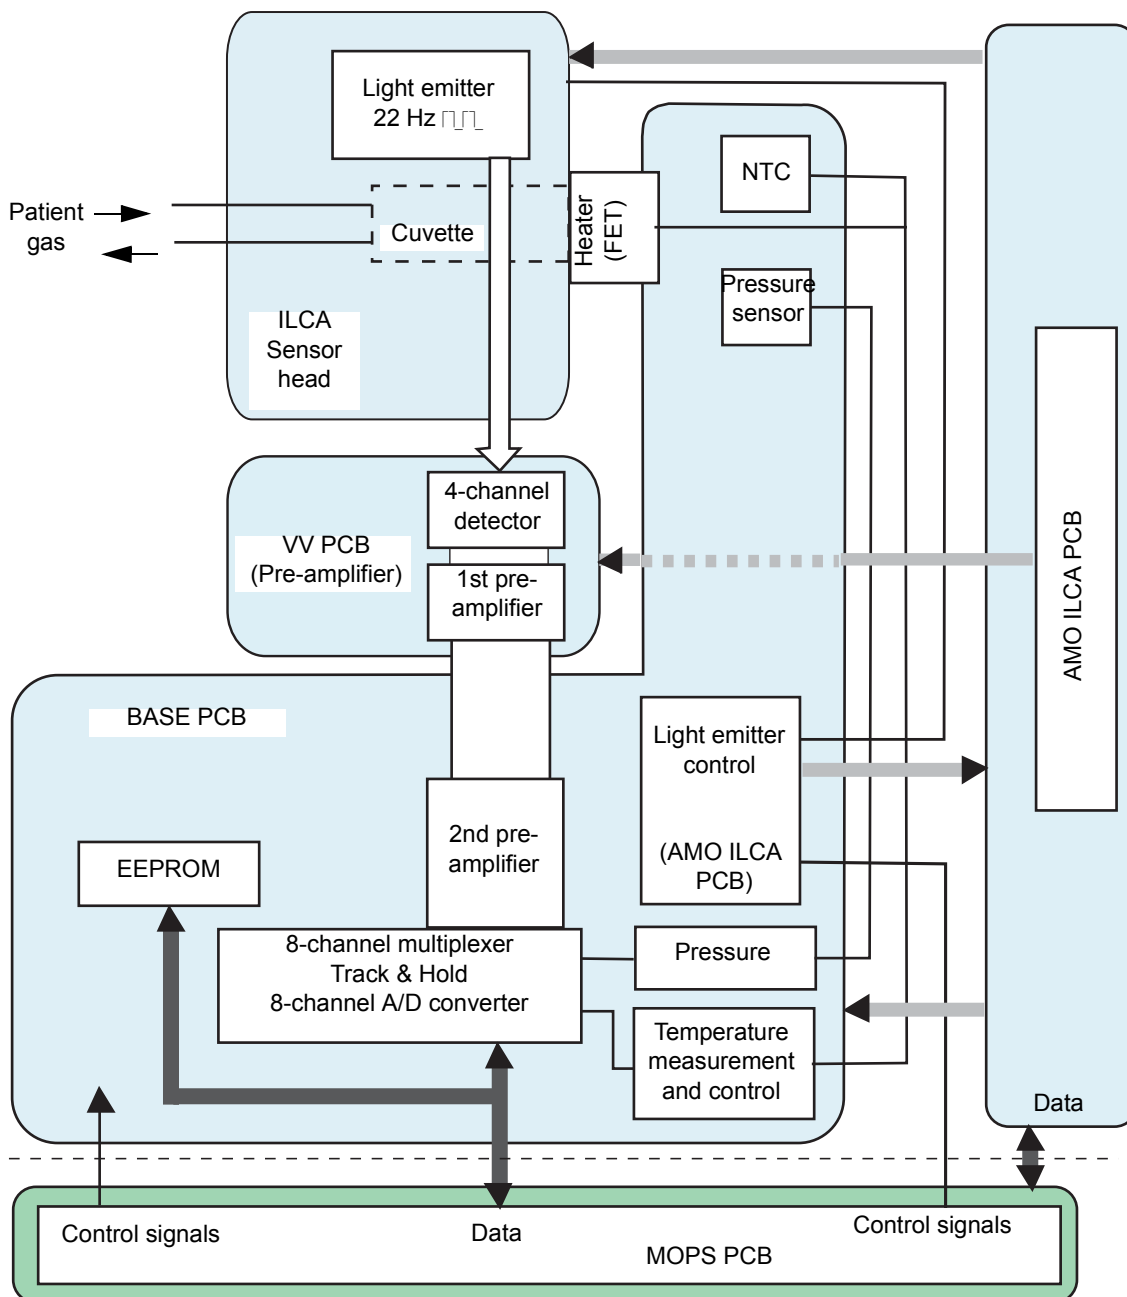 Light emitter
22 Hz
NTC
Patient
gas
Cuvette
Heater
(FET)
Pressure
sensor
ILCA
Sensor
head
4-channel
detector
VV PCB
(Pre-amplifier)
1st pre-
amplifier
AMO ILCA PCB
BASE PCB
Light emitter
control
(AMO ILCA
PCB)
2nd pre-
amplifier
EEPROM
8-channel multiplexer
Track & Hold
8-channel A/D converter
Pressure
Temperature
measurement
and control
Data
Control signals
Data
Control signals
MOPS PCB